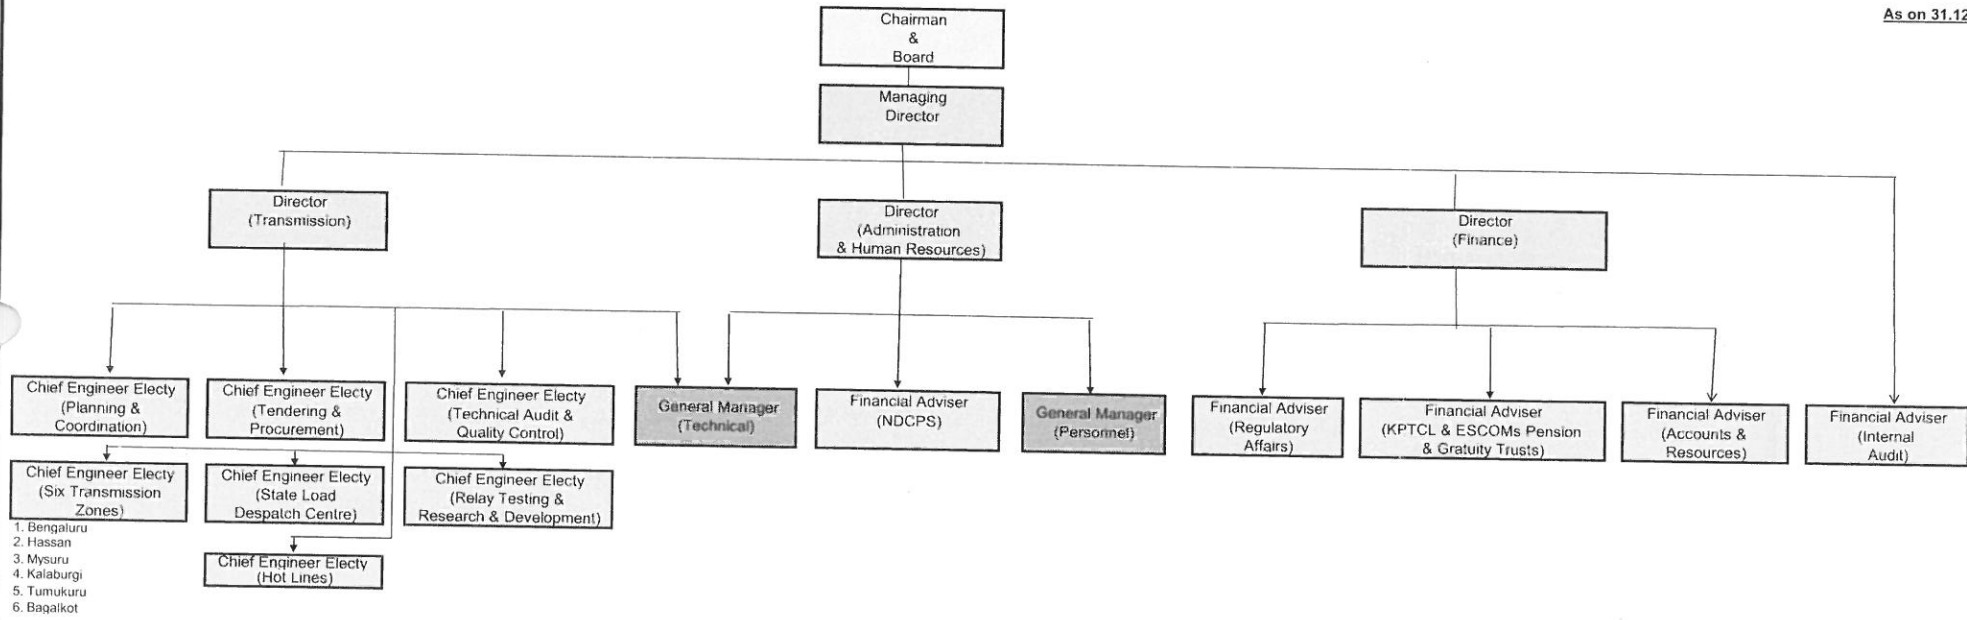 As on 31.12
Chairman
&
Board
Managing
Director
Director
(Transmission)
Director
(Administration
& Human Resources)
Director
(Finance)
Chief Engineer Electy
(Planning &
Coordination)
Chief Engineer Electy
(Tendering &
Procurement)
Chief Engineer Electy
(Technical Audit &
Quality Control)
General Manager
(Technical)
Financial Adviser
(NDCPS)
General Manager
(Personnel)
Financial Adviser
(Regulatory
Affairs)
Financial Adviser
(KPTCL & ESCOMs Pension
& Gratuity Trusts)
Financial Adviser
(Accounts &
Resources)
Financial Adviser
(Internal
Audit)
Chief Engineer Electy
(Six Transmission
Zones)
Chief Engineer Electy
(State Load
Despatch Centre)
Chief Engineer Electy
(Relay Testing &
Research & Development)
1. Bengaluru
2. Hassan
3. Mysuru
4. Kalaburgi
5. Tumukuru
6. Bagalkot
Chief Engineer Electy
(Hot Lines)